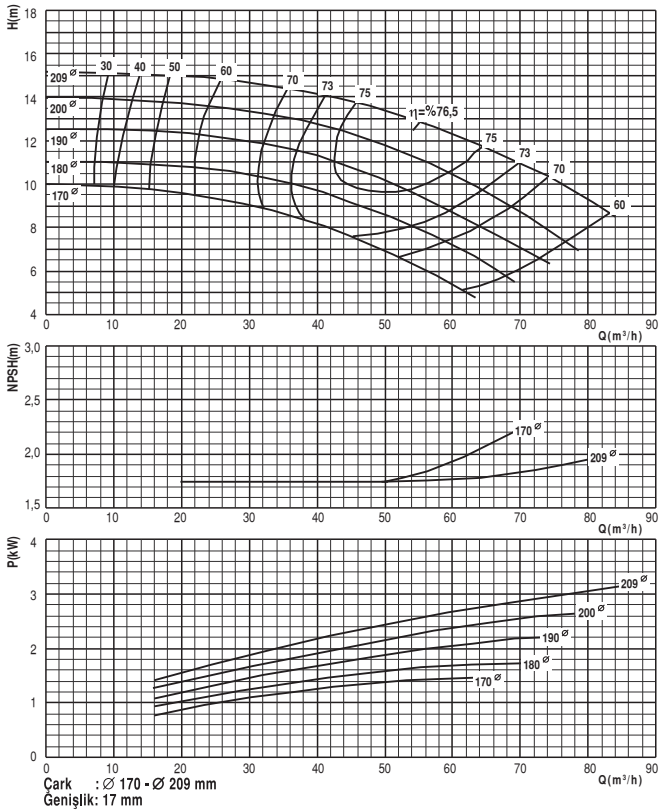 H(m)
18
16
14
12
10
8
6
4
209 ø
200 ø
190 ø
180 ø
170 ø
30
40
50
60
70
73
75
η=%76,5
75
73
70
60
0 10 20 30 40 50 60 70 80 90
Q(m³/h)
NPSH(m)
3,0
2,5
2,0
1,5
170 ø
209 ø
0 10 20 30 40 50 60 70 80 90
Q(m³/h)
P(kW)
4
3
2
1
0
209 ø
200 ø
190 ø
180 ø
170 ø
0 10 20 30 40 50 60 70 80 90
Q(m³/h)
Çark : Ø 170 - Ø 209 mm
Genişlik: 17 mm